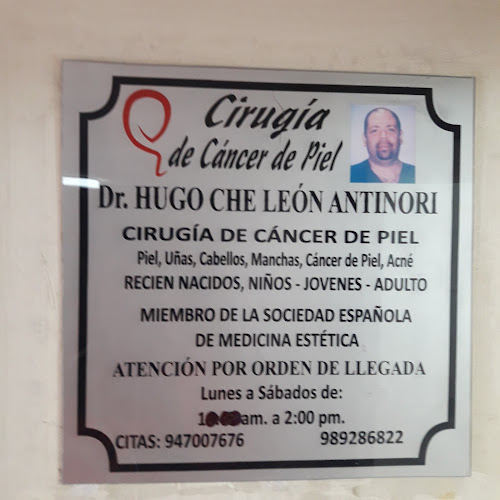 Cirugía
de Cáncer de Piel
Dr. HUGO CHE LEÓN ANTINORI
CIRUGÍA DE CÁNCER DE PIEL
Piel, Uñas, Cabellos, Manchas, Cáncer de Piel, Acné
RECIEN NACIDOS, NIÑOS - JOVENES - ADULTO
MIEMBRO DE LA SOCIEDAD ESPAÑOLA
DE MEDICINA ESTÉTICA
ATENCIÓN POR ORDEN DE LLEGADA
Lunes a Sábados de:
am. a 2:00 pm.
CITAS: 947007676 989286822